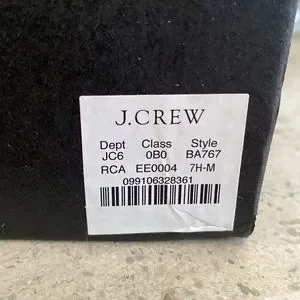 J.CREW
Dept Class Style
JC6 0B0 BA767
RCA EE0004 7H-M
099106328361